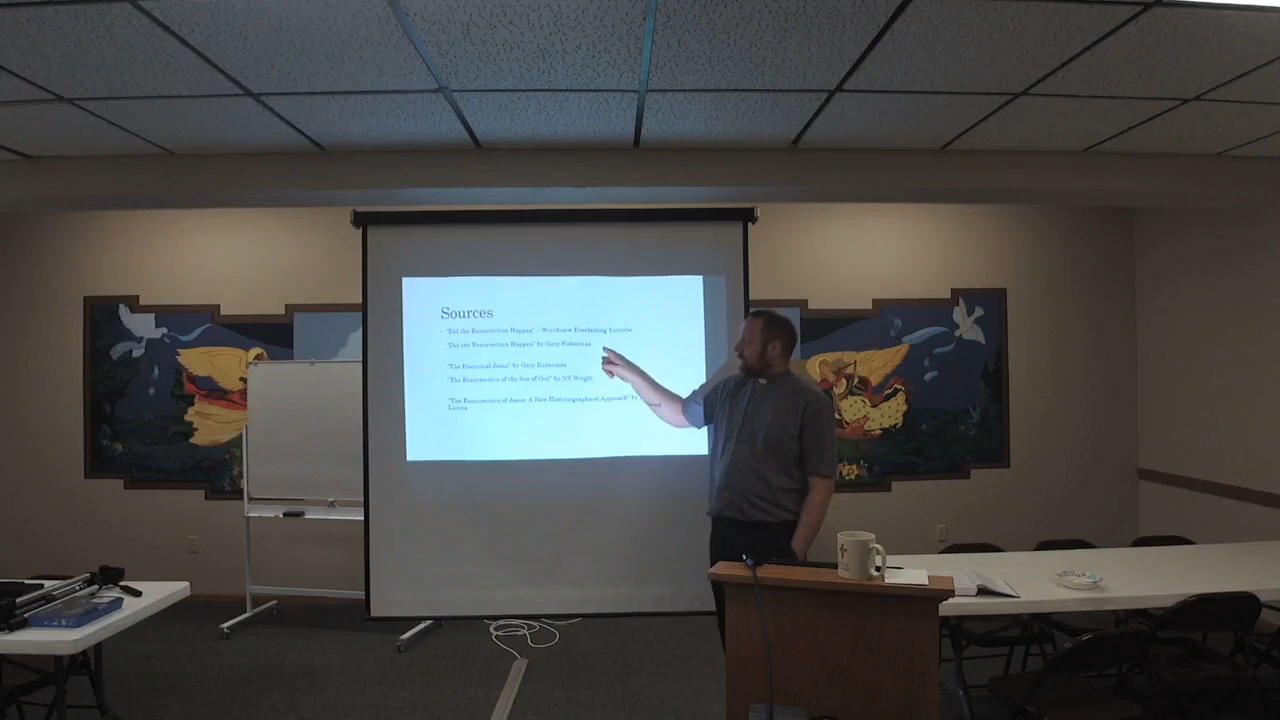 Sources
- "Did the Resurrection Happen" – Worldview Everlasting Youtube
"Did the Resurrection Happen" by Gary Habermas
"The Historical Jesus" by Gary Habermas
"The Resurrection of the Son of God" by NT Wright
"The Resurrection of Jesus: A New Historiographical Approach" by
Licona